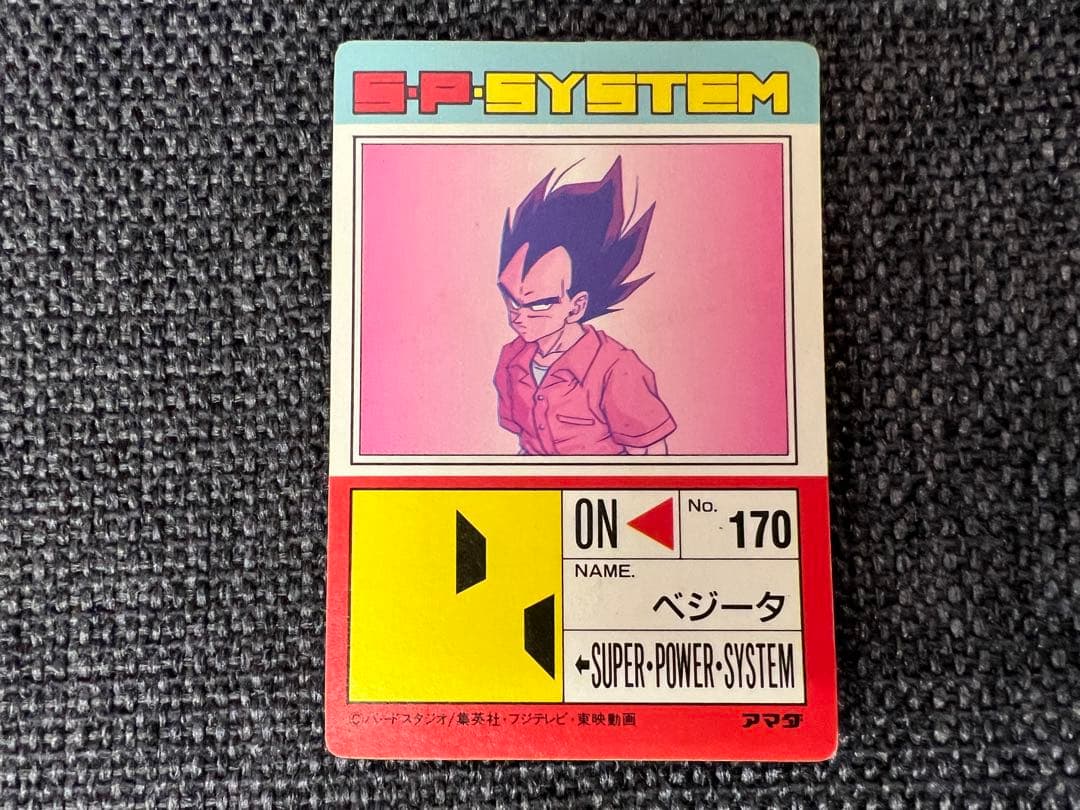 S·P·SYSTEM
ON
No.
170
NAME.
ベジータ
←SUPER·POWER·SYSTEM
©バードスタジオ/集英社·フジテレビ·東映動画
アマダ